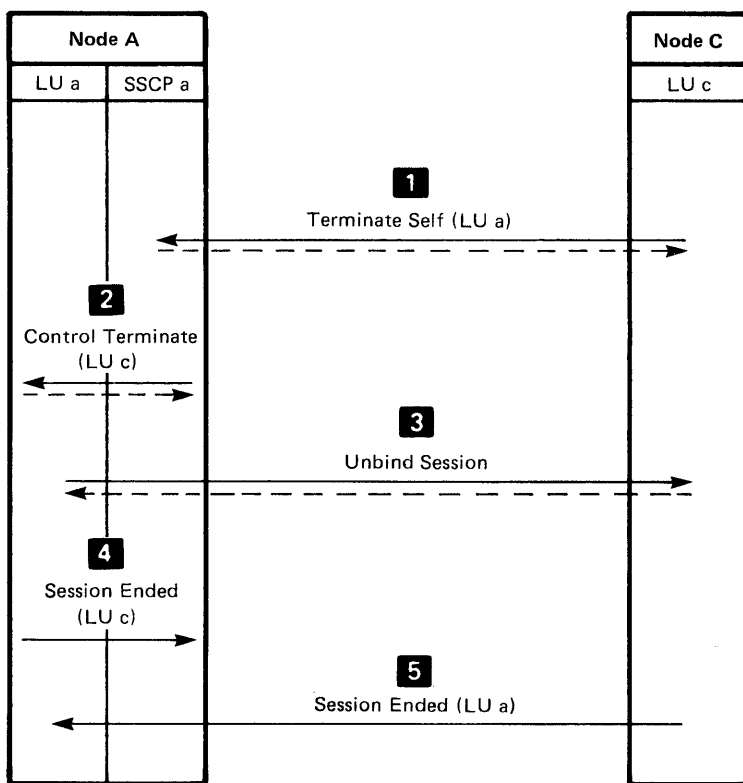 Node A
Node C
LU a
SSCP a
LU c
1
Terminate Self (LU a)
2
Control Terminate
(LU c)
3
Unbind Session
4
Session Ended
(LU c)
5
Session Ended (LU a)